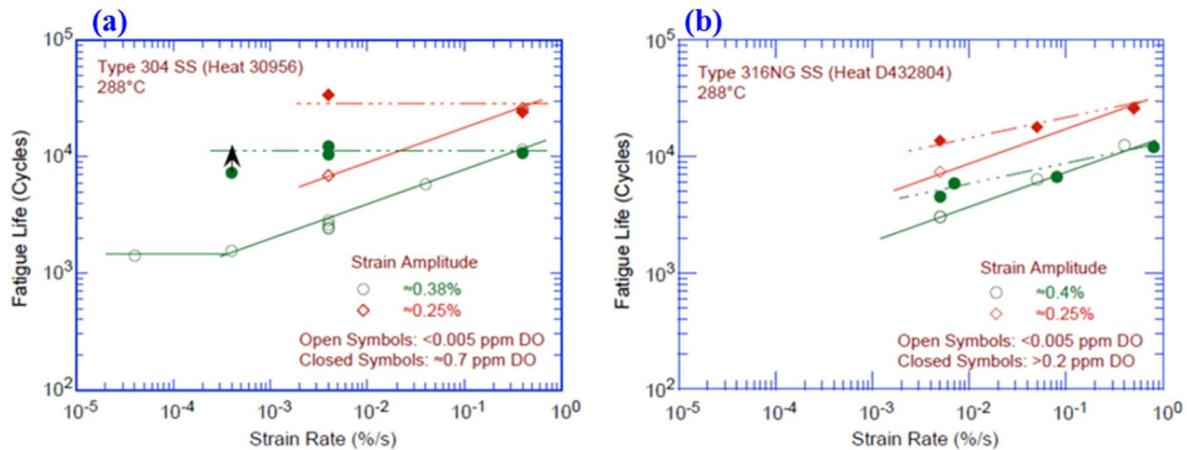 (a)
10^5
Type 304 SS (Heat 30956)
288°C
10^4
10^3
10^2
Fatigue Life (Cycles)
Strain Amplitude
≈0.38%
≈0.25%
Open Symbols: <0.005 ppm DO
Closed Symbols: ≈0.7 ppm DO
10^-5 10^-4 10^-3 10^-2 10^-1 10^0
Strain Rate (%/s)
(b)
10^5
Type 316NG SS (Heat D432804)
288°C
10^4
10^3
10^2
Fatigue Life (Cycles)
Strain Amplitude
≈0.4%
≈0.25%
Open Symbols: <0.005 ppm DO
Closed Symbols: >0.2 ppm DO
10^-5 10^-4 10^-3 10^-2 10^-1 10^0
Strain Rate (%/s)